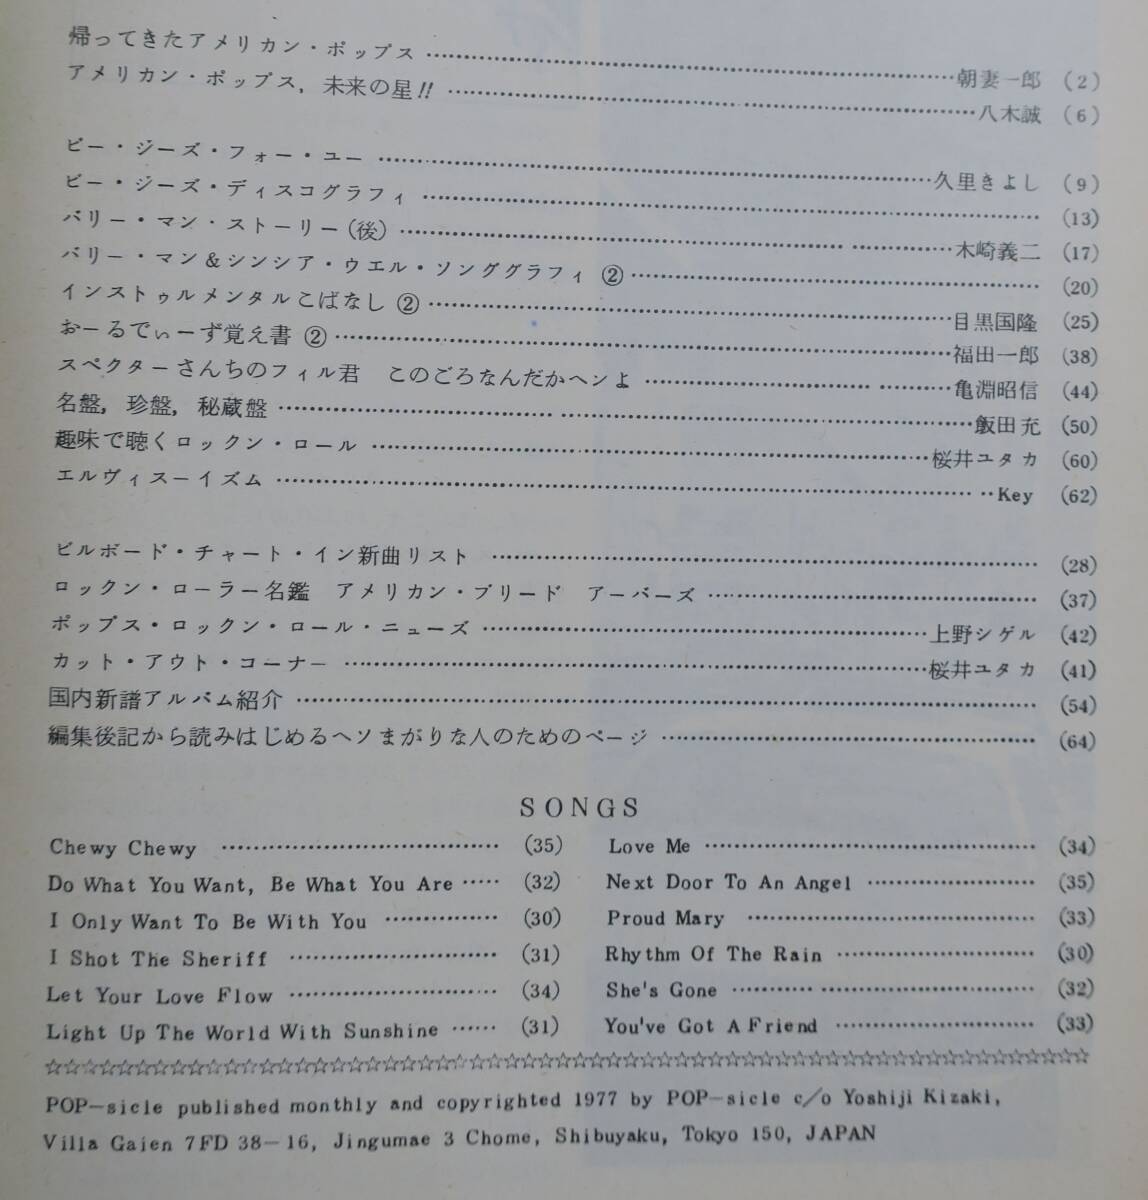 帰ってきたアメリカン・ポップス ……………………朝妻一郎 (2)
アメリカン・ポップス，未来の星!! ……………………八木誠 (6)
ビー・ジーズ・フォー・ユー ……………………久里きよし (9)
ビー・ジーズ・ディスコグラフィ …………………… (13)
バリー・マン・ストーリー(後) ……………………木崎義二 (17)
バリー・マン＆シンシア・ウエル・ソンググラフィ ② …………………… (20)
インストゥルメンタルこばなし ② ……………………目黒国隆 (25)
おーるでぃーず覚え書 ② ……………………福田一郎 (38)
スペクターさんちのフィル君　このごろなんだかヘンよ ……………………亀淵昭信 (44)
名盤，珍盤，秘蔵盤 ……………………飯田充 (50)
趣味で聴くロックン・ロール ……………………桜井ユタカ (60)
エルヴィスーイズム ……………………Key (62)
ビルボード・チャート・イン新曲リスト …………………… (28)
ロックン・ローラー名鑑　アメリカン・ブリード　アーバーズ …………………… (37)
ポップス・ロックン・ロール・ニューズ ……………………上野シゲル (42)
カット・アウト・コーナー ……………………桜井ユタカ (41)
国内新譜アルバム紹介 …………………… (54)
編集後記から読みはじめるヘソまがりな人のためのページ …………………… (64)
SONGS
Chewy Chewy …………………… (35)
Do What You Want, Be What You Are ‥‥‥ (32)
I Only Want To Be With You ……………… (30)
I Shot The Sheriff …………………… (31)
Let Your Love Flow …………………… (34)
Light Up The World With Sunshine ‥‥‥ (31)
Love Me …………………… (34)
Next Door To An Angel …………………… (35)
Proud Mary …………………… (33)
Rhythm Of The Rain …………………… (30)
She's Gone …………………… (32)
You've Got A Friend …………………… (33)
☆☆☆☆☆☆☆☆☆☆☆☆☆☆☆☆☆☆☆☆☆☆☆☆☆☆☆☆☆☆☆☆☆☆☆☆☆☆☆☆☆☆☆☆☆☆☆☆☆☆☆☆☆☆☆☆☆☆☆
POP—sicle published monthly and copyrighted 1977 by POP—sicle c/o Yoshiji Kizaki,
Villa Gaien 7FD 38—16, Jingumae 3 Chome, Shibuyaku, Tokyo 150, JAPAN